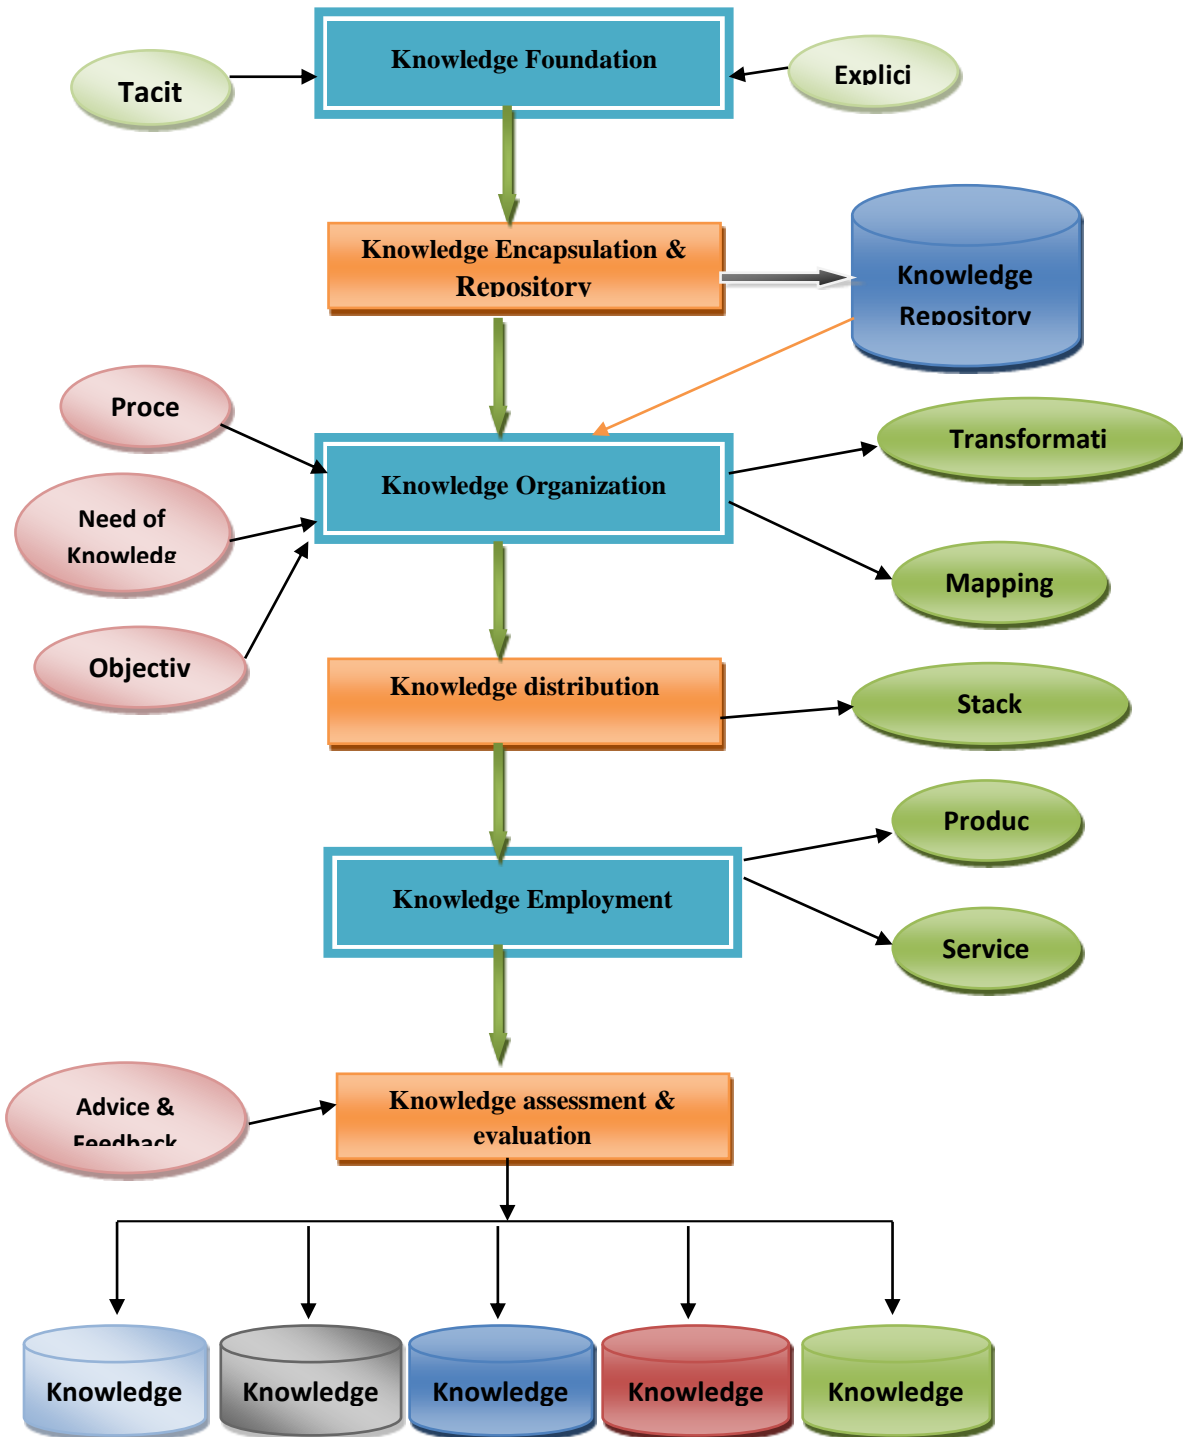 Knowledge Foundation
Tacit
Explici
Knowledge Encapsulation &
Repository
Knowledge
Repository
Proce
Transformati
Knowledge Organization
Need of
Knowledg
Mapping
Objectiv
Knowledge distribution
Stack
Produc
Knowledge Employment
Service
Advice &
Feedback
Knowledge assessment &
evaluation
Knowledge
Knowledge
Knowledge
Knowledge
Knowledge